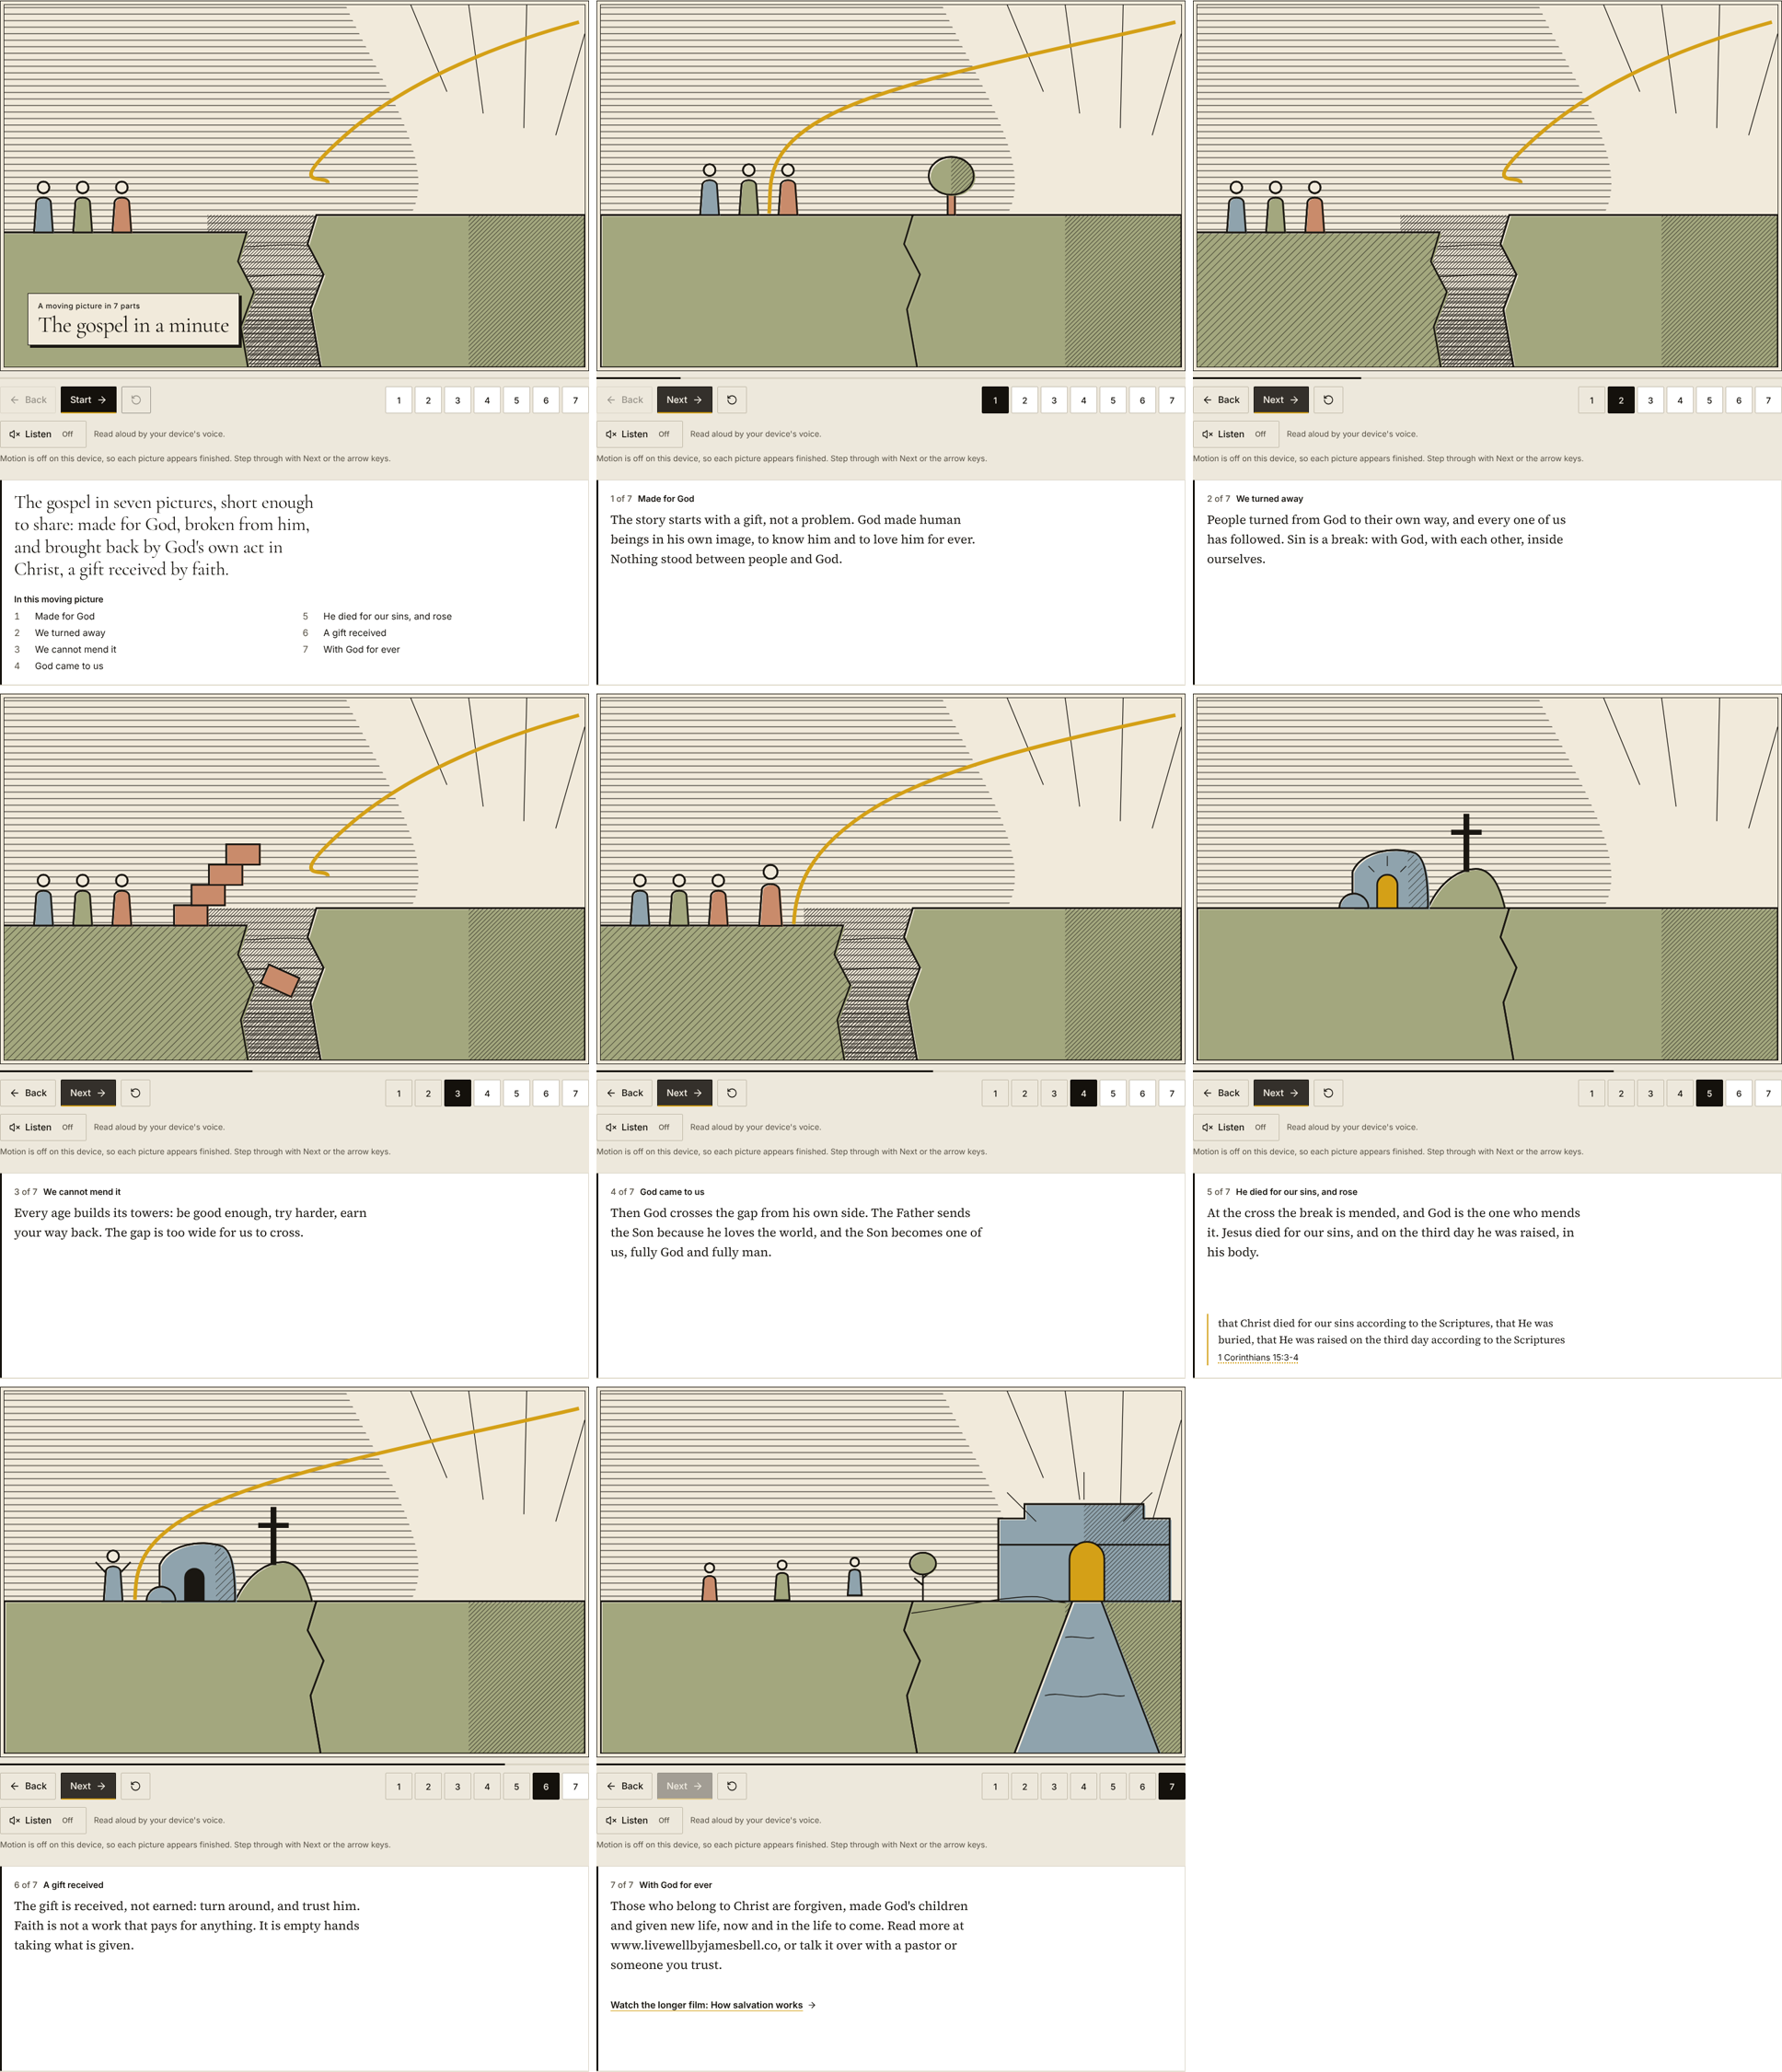 A moving picture in 7 parts
The gospel in a minute
← Back
Start →
1 2 3 4 5 6 7
Listen Off
Read aloud by your device's voice.
Motion is off on this device, so each picture appears finished. Step through with Next or the arrow keys.
The gospel in seven pictures, short enough
to share: made for God, broken from him,
and brought back by God's own act in
Christ, a gift received by faith.
In this moving picture
1 Made for God
2 We turned away
3 We cannot mend it
4 God came to us
5 He died for our sins, and rose
6 A gift received
7 With God for ever
← Back
Next →
1 2 3 4 5 6 7
Listen Off
Read aloud by your device's voice.
Motion is off on this device, so each picture appears finished. Step through with Next or the arrow keys.
1 of 7 Made for God
The story starts with a gift, not a problem. God made human
beings in his own image, to know him and to love him for ever.
Nothing stood between people and God.
← Back
Next →
1 2 3 4 5 6 7
Listen Off
Read aloud by your device's voice.
Motion is off on this device, so each picture appears finished. Step through with Next or the arrow keys.
2 of 7 We turned away
People turned from God to their own way, and every one of us
has followed. Sin is a break: with God, with each other, inside
ourselves.
← Back
Next →
1 2 3 4 5 6 7
Listen Off
Read aloud by your device's voice.
Motion is off on this device, so each picture appears finished. Step through with Next or the arrow keys.
3 of 7 We cannot mend it
Every age builds its towers: be good enough, try harder, earn
your way back. The gap is too wide for us to cross.
← Back
Next →
1 2 3 4 5 6 7
Listen Off
Read aloud by your device's voice.
Motion is off on this device, so each picture appears finished. Step through with Next or the arrow keys.
4 of 7 God came to us
Then God crosses the gap from his own side. The Father sends
the Son because he loves the world, and the Son becomes one of
us, fully God and fully man.
← Back
Next →
1 2 3 4 5 6 7
Listen Off
Read aloud by your device's voice.
Motion is off on this device, so each picture appears finished. Step through with Next or the arrow keys.
5 of 7 He died for our sins, and rose
At the cross the break is mended, and God is the one who mends
it. Jesus died for our sins, and on the third day he was raised, in
his body.
that Christ died for our sins according to the Scriptures, that He was
buried, that He was raised on the third day according to the Scriptures
1 Corinthians 15:3-4
← Back
Next →
1 2 3 4 5 6 7
Listen Off
Read aloud by your device's voice.
Motion is off on this device, so each picture appears finished. Step through with Next or the arrow keys.
6 of 7 A gift received
The gift is received, not earned: turn around, and trust him.
Faith is not a work that pays for anything. It is empty hands
taking what is given.
← Back
Next →
1 2 3 4 5 6 7
Listen Off
Read aloud by your device's voice.
Motion is off on this device, so each picture appears finished. Step through with Next or the arrow keys.
7 of 7 With God for ever
Those who belong to Christ are forgiven, made God's children
and given new life, now and in the life to come. Read more at
www.livewellbyjamesbell.co, or talk it over with a pastor or
someone you trust.
Watch the longer film: How salvation works →